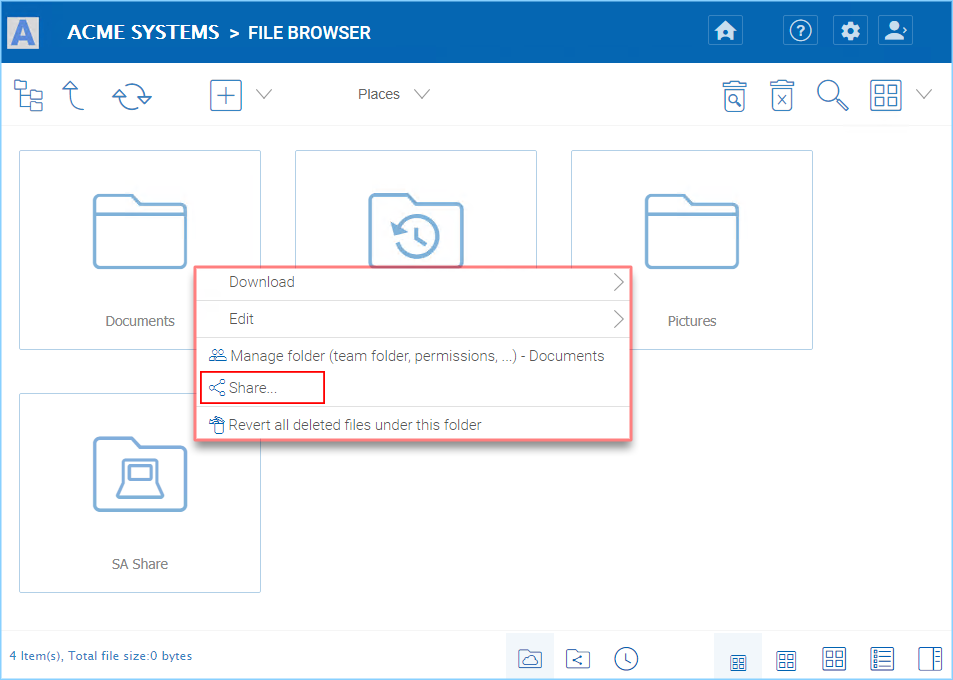 A ACME SYSTEMS > FILE BROWSER
Places
Download
Edit
Documents
Pictures
Manage folder (team folder, permissions, ...) - Documents
Share...
Revert all deleted files under this folder
SA Share
4 Item(s), Total file size:0 bytes